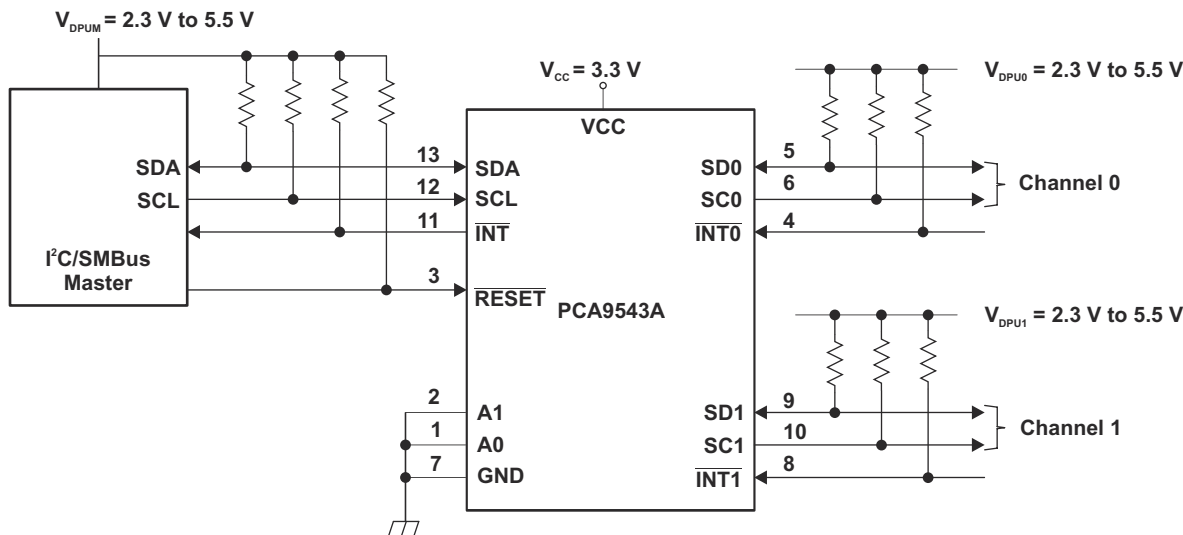 V_DPUM = 2.3 V to 5.5 V
V_CC = 3.3 V
V_DPU0 = 2.3 V to 5.5 V
VCC
SDA
13
SDA
SD0
5
SCL
12
SCL
SC0
6
Channel 0
11
INT
INT0
4
I²C/SMBus
Master
3
RESET
PCA9543A
V_DPU1 = 2.3 V to 5.5 V
2
A1
SD1
9
1
A0
SC1
10
Channel 1
7
GND
INT1
8